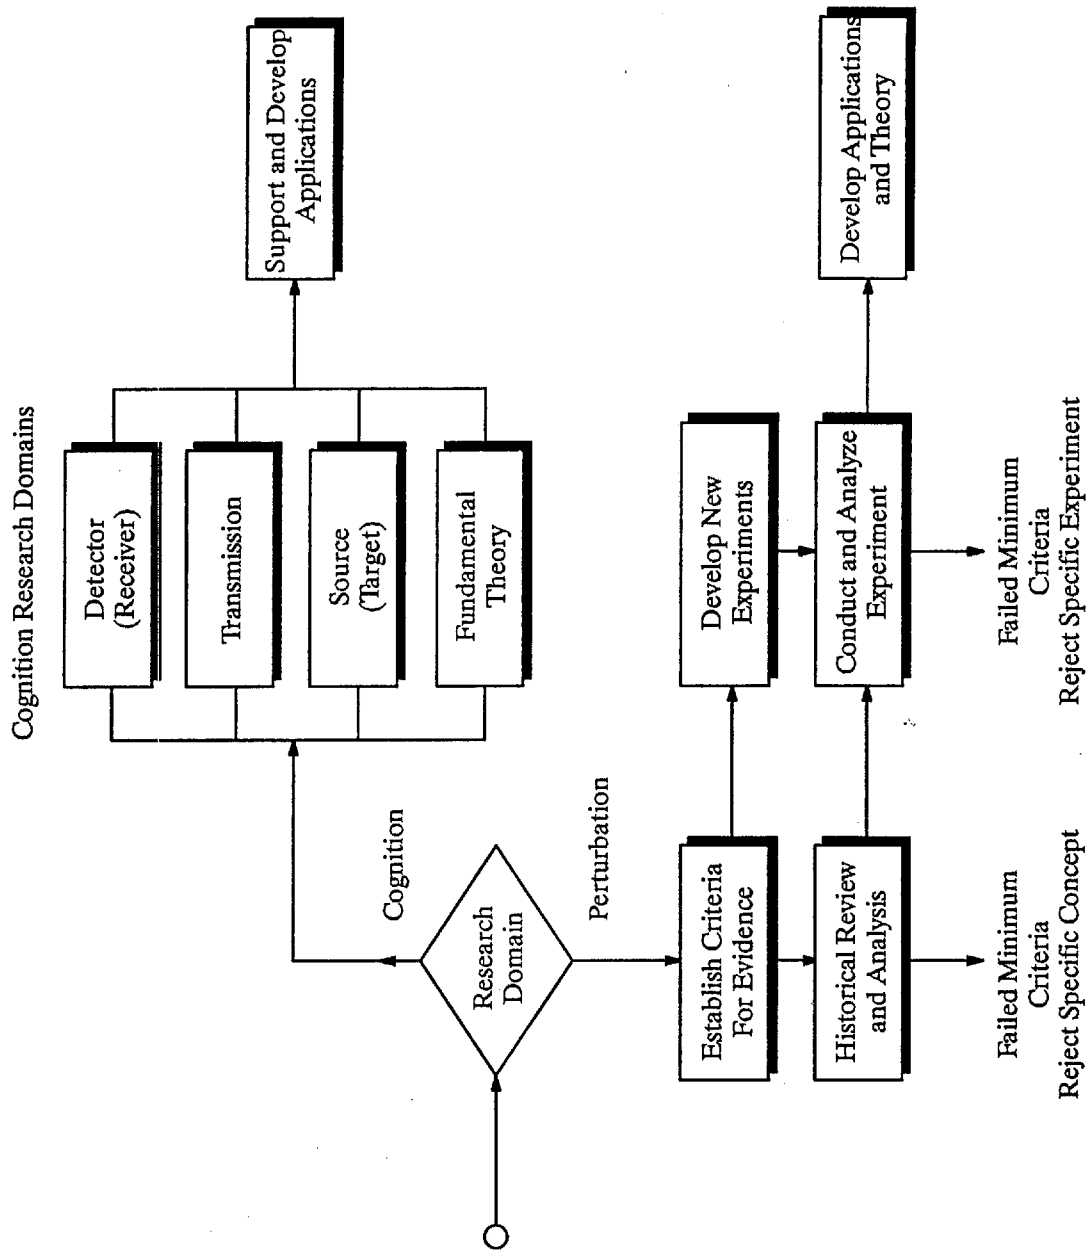 Cognition Research Domains
Detector
(Receiver)
Transmission
Source
(Target)
Fundamental
Theory
Support and Develop
Applications
Cognition
Research
Domain
Perturbation
Establish Criteria
For Evidence
Develop New
Experiments
Historical Review
and Analysis
Conduct and Analyze
Experiment
Develop Applications
and Theory
Failed Minimum
Criteria
Reject Specific Concept
Failed Minimum
Criteria
Reject Specific Experiment